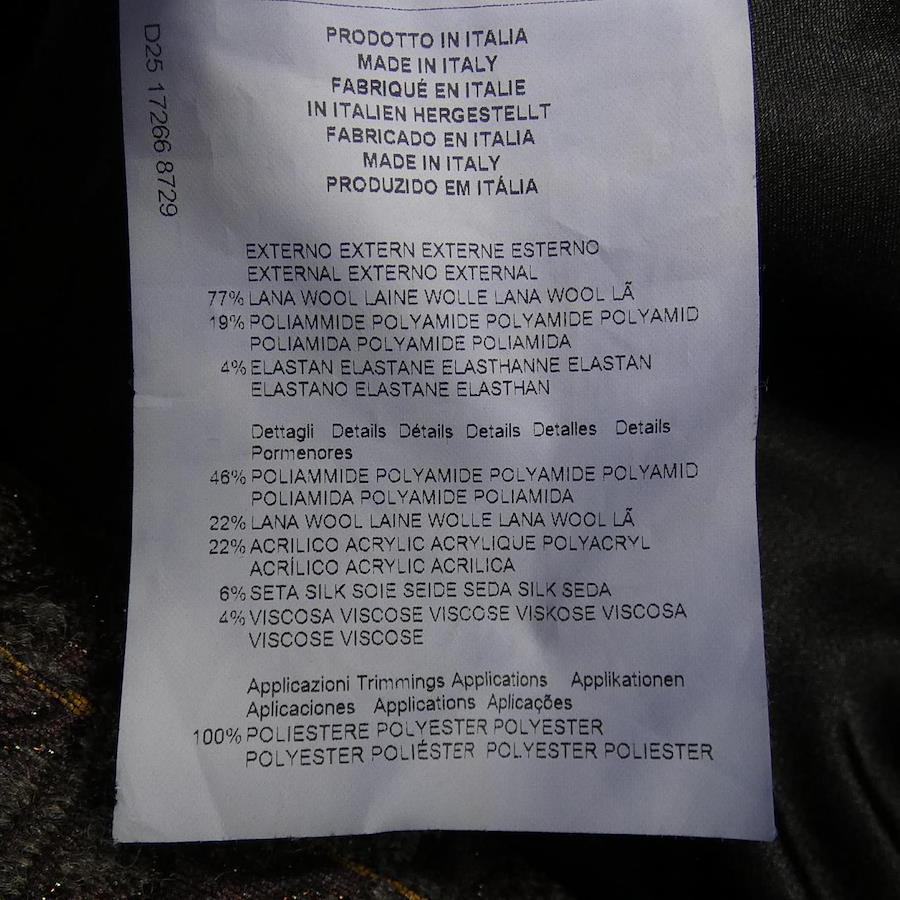 D25 17266 8729
PRODOTTO IN ITALIA
MADE IN ITALY
FABRIQUÉ EN ITALIE
IN ITALIEN HERGESTELLT
FABRICADO EN ITALIA
MADE IN ITALY
PRODUZIDO EM ITÁLIA
EXTERNO EXTERN EXTERNE ESTERNO
EXTERNAL EXTERNO EXTERNAL
77% LANA WOOL LAINE WOLLE LANA WOOL LÃ
19% POLIAMMIDE POLYAMIDE POLYAMIDE POLYAMID
POLIAMIDA POLYAMIDE POLIAMIDA
4% ELASTAN ELASTANE ELASTHANNE ELASTAN
ELASTANO ELASTANE ELASTHAN
Dettagli Details Détails Details Detalles Details
Pormenores
46% POLIAMMIDE POLYAMIDE POLYAMIDE POLYAMID
POLIAMIDA POLYAMIDE POLIAMIDA
22% LANA WOOL LAINE WOLLE LANA WOOL LÃ
22% ACRILICO ACRYLIC ACRYLIQUE POLYACRYL
ACRÍLICO ACRYLIC ACRILICA
6% SETA SILK SOIE SEIDE SEDA SILK SEDA
4% VISCOSA VISCOSE VISCOSE VISKOSE VISCOSA
VISCOSE VISCOSE
Applicazioni Trimmings Applications Applikationen
Aplicaciones Applications Aplicações
100% POLIESTERE POLYESTER POLYESTER
POLYESTER POLIÉSTER POLYESTER POLIESTER